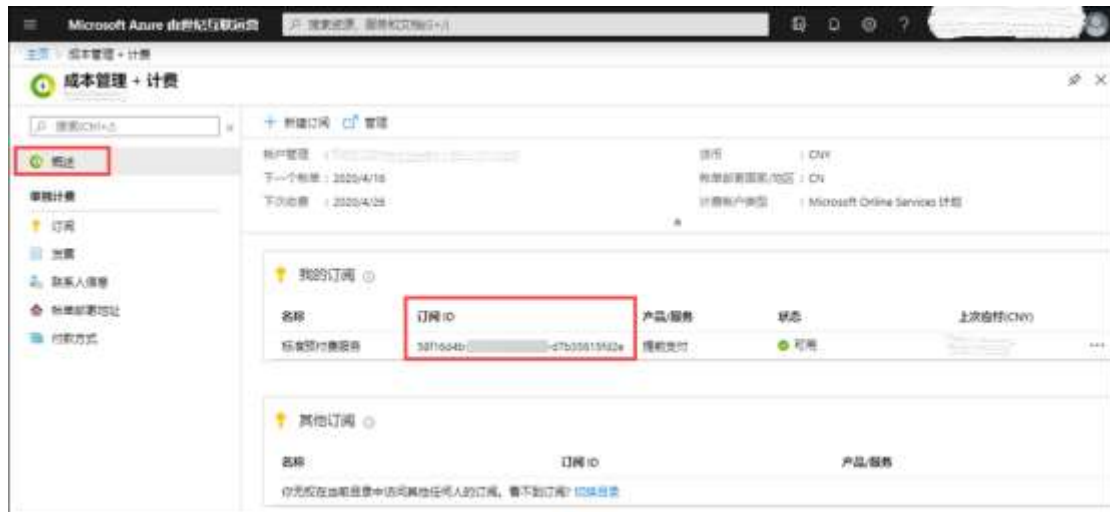 Microsoft Azure 由世纪互联运营
搜索资源、服务和文档(G+/)
主页 > 成本管理 + 计费
成本管理 + 计费
搜索(Ctrl+/)
«
概述
审核计费
订阅
发票
联系人信息
帐单邮寄地址
付款方式
新建订阅 管理
帐户管理 :
货币 : CNY
下一个帐单 : 2020/4/16
帐单邮寄国家/地区 : CN
下次收费 : 2020/4/26
计费帐户类型 : Microsoft Online Services 计划
我的订阅
名称 订阅 ID 产品/服务 状态 上次应付(CNY)
标准预付费服务 提前支付 可用 ...
其他订阅
名称 订阅 ID 产品/服务
你无权在当前目录中访问其他任何人的订阅。看不到订阅? 切换目录